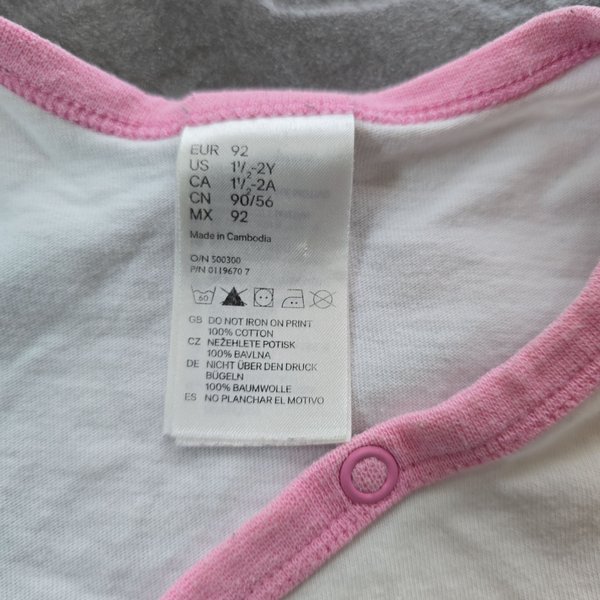 EUR 92
US 1½-2Y
CA 1½-2A
CN 90/56
MX 92
Made in Cambodia
O/N 500300
P/N 0119670 7
60
GB DO NOT IRON ON PRINT
100% COTTON
CZ NEŽEHLETE POTISK
100% BAVLNA
DE NICHT ÜBER DEN DRUCK
BÜGELN
100% BAUMWOLLE
ES NO PLANCHAR EL MOTIVO